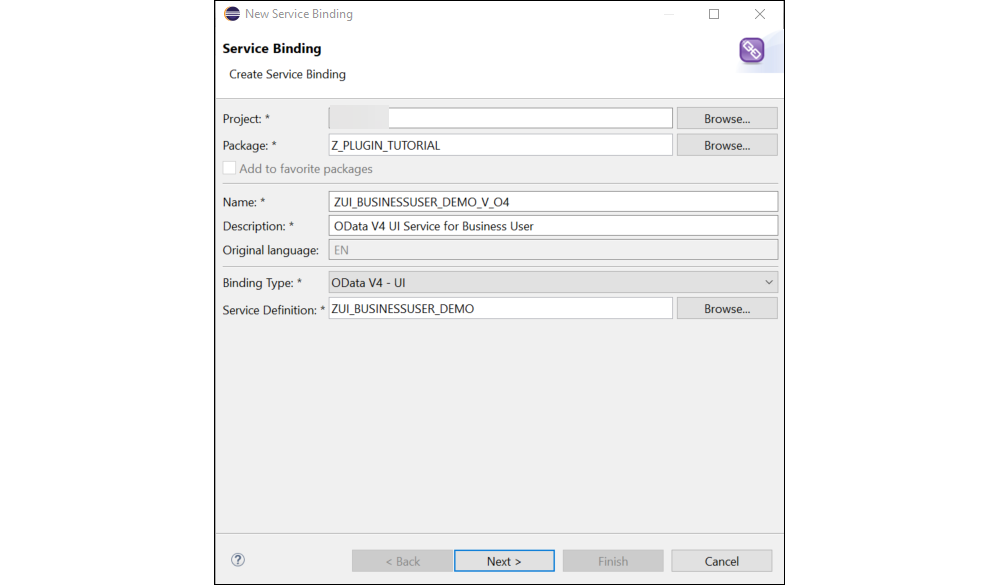 New Service Binding
Service Binding
Create Service Binding
Project: * Browse...
Package: * Z_PLUGIN_TUTORIAL Browse...
Add to favorite packages
Name: * ZUI_BUSINESSUSER_DEMO_V_O4
Description: * OData V4 UI Service for Business User
Original language: EN
Binding Type: * OData V4 - UI
Service Definition: * ZUI_BUSINESSUSER_DEMO Browse...
? < Back Next > Finish Cancel